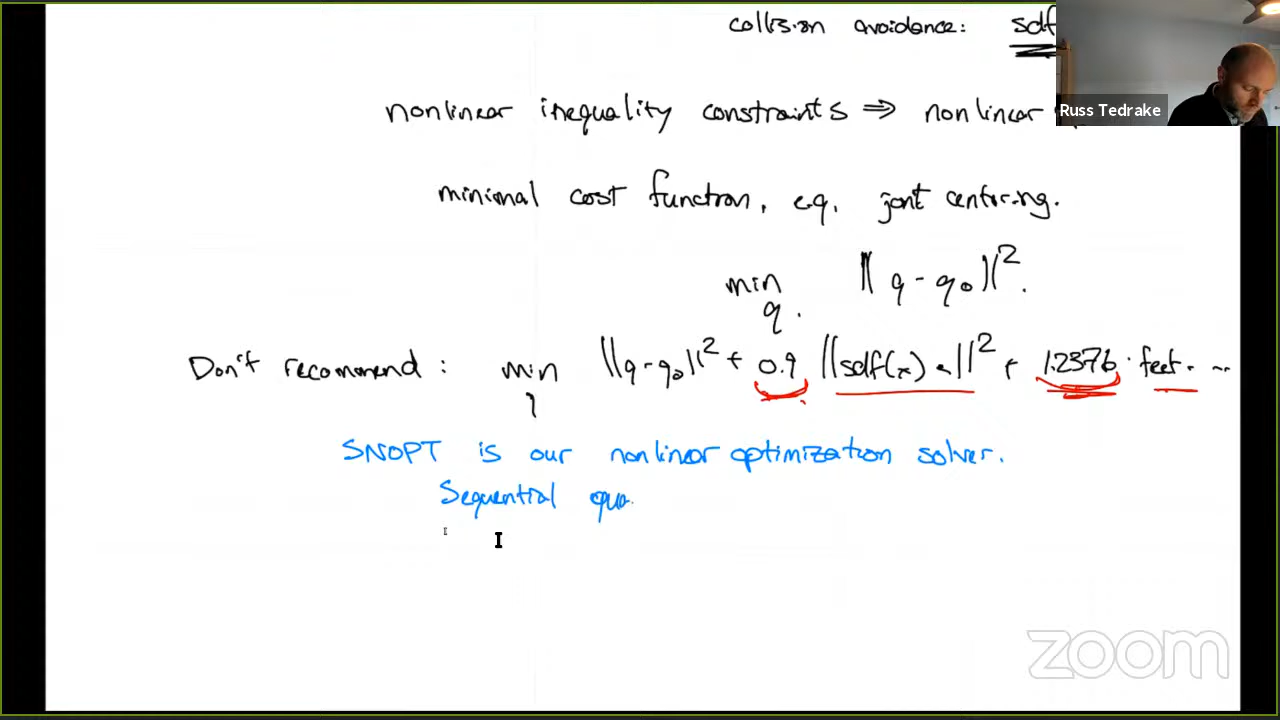 collision avoidance: sdf
Russ Tedrake
nonlinear inequality constraints ⇒ nonlinear
minimal cost function, e.g. joint centering.
min q. ||q - q₀||².
Don't recommend: min q ||q-q₀||² + 0.9 ||sdf(x) || ² + 1.2376 · feet. ...
SNOPT is our nonlinear optimization solver.
Sequential qua
zoom